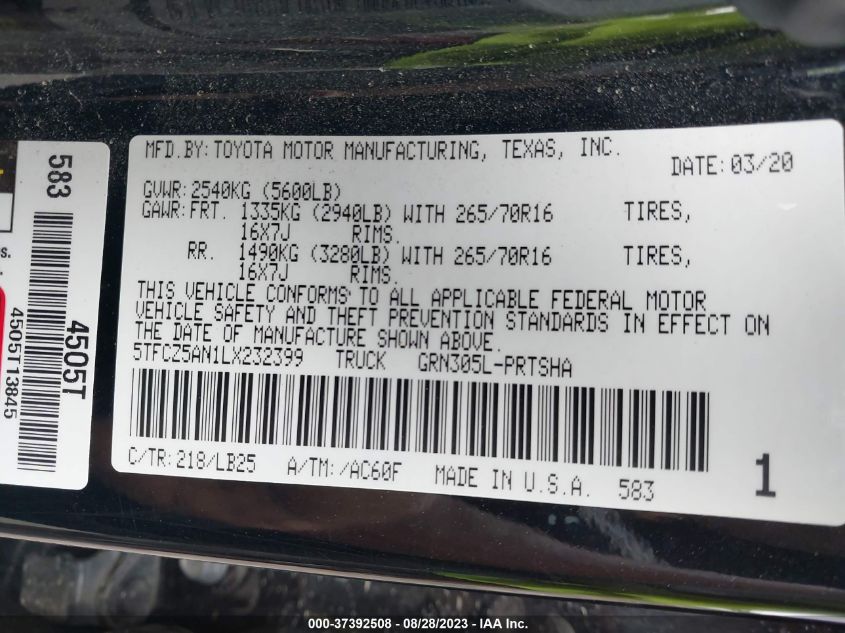 MFD.BY: TOYOTA MOTOR MANUFACTURING, TEXAS, INC.
DATE: 03/20
GVWR: 2540KG (5600LB)
GAWR: FRT. 1335KG (2940LB) WITH 265/70R16 TIRES,
16X7J RIMS.
RR. 1490KG (3280LB) WITH 265/70R16 TIRES,
16X7J RIMS.
THIS VEHICLE CONFORMS TO ALL APPLICABLE FEDERAL MOTOR
VEHICLE SAFETY AND THEFT PREVENTION STANDARDS IN EFFECT ON
THE DATE OF MANUFACTURE SHOWN ABOVE.
5TFCZ5AN1LX232399 TRUCK GRN305L-PRTSHA
C/TR: 218/LB25 A/TM: /AC60F MADE IN U.S.A. 583
1
583
4505T
4505T13845
000-37392508 - 08/28/2023 - IAA Inc.